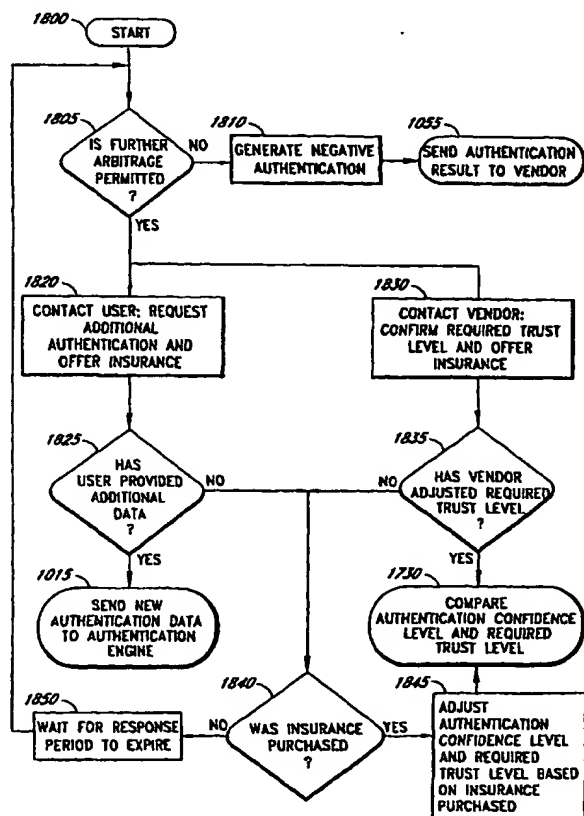 1800
START
1805
IS FURTHER
ARBITRAGE
PERMITTED
?
NO
YES
1810
GENERATE NEGATIVE
AUTHENTICATION
1055
SEND AUTHENTICATION
RESULT TO VENDOR
1820
CONTACT USER: REQUEST
ADDITIONAL
AUTHENTICATION AND
OFFER INSURANCE
1830
CONTACT VENDOR:
CONFIRM REQUIRED TRUST
LEVEL AND OFFER
INSURANCE
1825
HAS
USER PROVIDED
ADDITIONAL
DATA
?
NO
YES
1835
HAS VENDOR
ADJUSTED REQUIRED
TRUST LEVEL
?
NO
YES
1015
SEND NEW
AUTHENTICATION DATA
TO AUTHENTICATION
ENGINE
1730
COMPARE
AUTHENTICATION CONFIDENCE
LEVEL AND REQUIRED
TRUST LEVEL
1850
WAIT FOR RESPONSE
PERIOD TO EXPIRE
1840
WAS INSURANCE
PURCHASED
?
NO
YES
1845
ADJUST
AUTHENTICATION
CONFIDENCE LEVEL
AND REQUIRED
TRUST LEVEL BASED
ON INSURANCE
PURCHASED